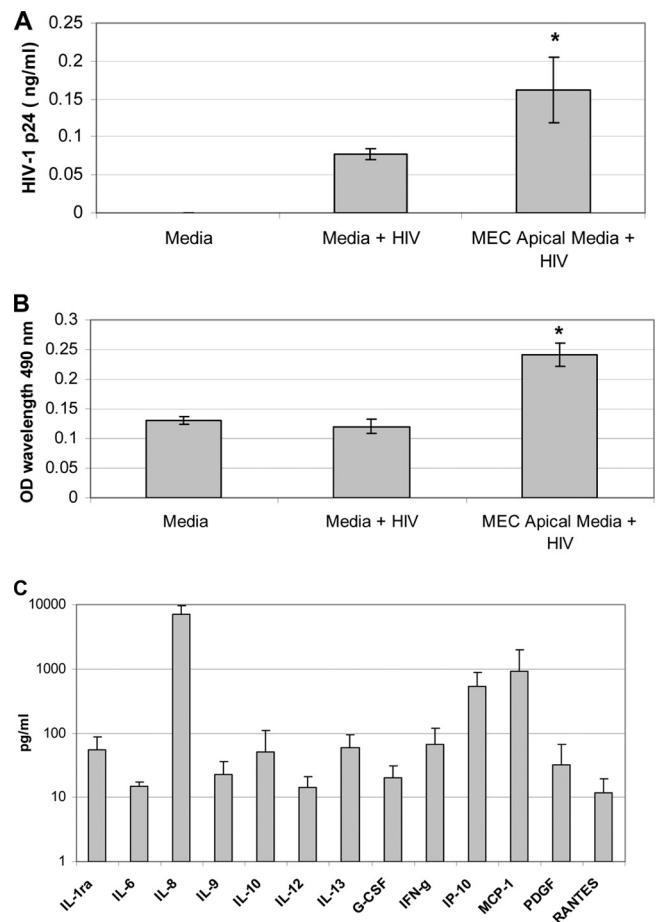 A
HIV-1 p24 ( ng/ml)
0.25
0.2
0.15
0.1
0.05
0
*
Media
Media + HIV
MEC Apical Media +
HIV
B
OD wavelength 490 nm
0.3
0.25
0.2
0.15
0.1
0.05
0
*
Media
Media + HIV
MEC Apical Media +
HIV
C
pg/ml
10000
1000
100
10
1
IL-1ra
IL-6
IL-8
IL-9
IL-10
IL-12
IL-13
G-CSF
IFN-g
IP-10
MCP-1
PDGF
RANTES